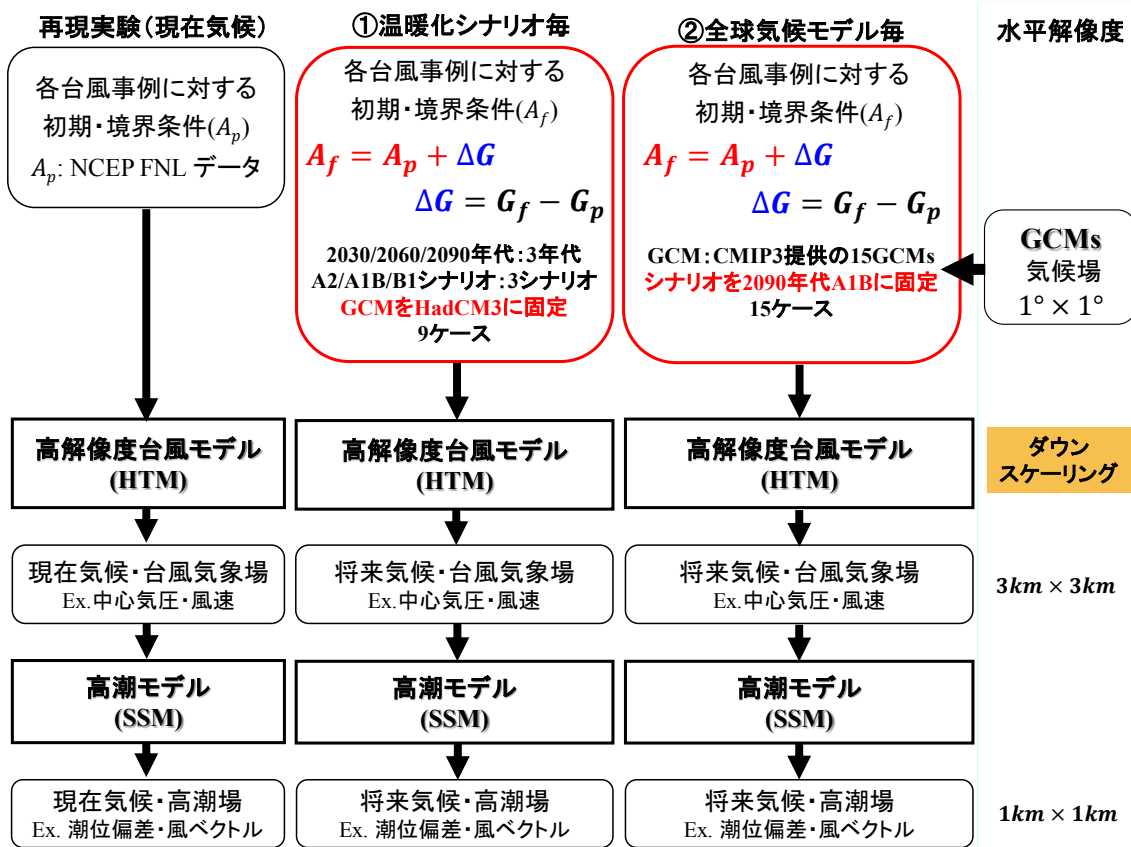 再現実験(現在気候)
各台風事例に対する
初期・境界条件(A_p)
A_p: NCEP FNL データ
高解像度台風モデル
(HTM)
現在気候・台風気象場
Ex.中心気圧・風速
高潮モデル
(SSM)
現在気候・高潮場
Ex. 潮位偏差・風ベクトル
①温暖化シナリオ毎
各台風事例に対する
初期・境界条件(A_f)
A_f = A_p + ΔG
ΔG = G_f − G_p
2030/2060/2090年代:3年代
A2/A1B/B1シナリオ:3シナリオ
GCMをHadCM3に固定
9ケース
高解像度台風モデル
(HTM)
将来気候・台風気象場
Ex.中心気圧・風速
高潮モデル
(SSM)
将来気候・高潮場
Ex. 潮位偏差・風ベクトル
②全球気候モデル毎
各台風事例に対する
初期・境界条件(A_f)
A_f = A_p + ΔG
ΔG = G_f − G_p
GCM:CMIP3提供の15GCMs
シナリオを2090年代A1Bに固定
15ケース
高解像度台風モデル
(HTM)
将来気候・台風気象場
Ex.中心気圧・風速
高潮モデル
(SSM)
将来気候・高潮場
Ex. 潮位偏差・風ベクトル
水平解像度
GCMs
気候場
1° × 1°
ダウン
スケーリング
3km × 3km
1km × 1km